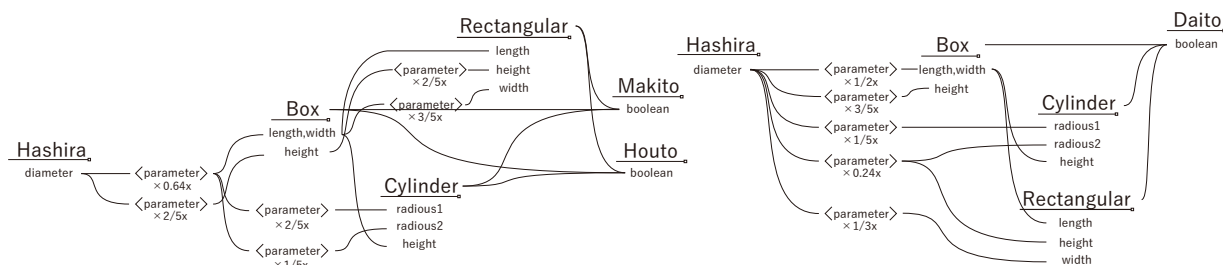 Hashira
diameter
<parameter>
×0.64x
<parameter>
×2/5x
Box
length,width
height
<parameter>
×2/5x
<parameter>
×1/5x
Rectangular
length
<parameter>
×2/5x
height
<parameter>
×3/5x
width
Cylinder
radious1
radious2
height
Makito
boolean
Houto
boolean
Hashira
diameter
<parameter>
×1/2x
<parameter>
×3/5x
<parameter>
×1/5x
<parameter>
×0.24x
<parameter>
×1/3x
Box
length,width
height
Cylinder
radious1
radious2
height
Rectangular
length
height
width
Daito
boolean